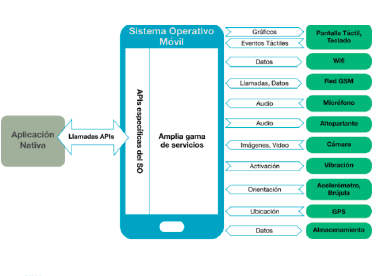 Sistema Operativo
Móvil
Aplicación
Nativa
Llamadas APIs
APIs específicas del SO
Amplia gama
de servicios
Gráficos
Eventos Táctiles
Pantalla Táctil,
Teclado
Datos
Wifi
Llamadas, Datos
Red GSM
Audio
Micrófono
Audio
Altoparlante
Imágenes, Video
Cámara
Activación
Vibración
Orientación
Acelerómetro,
Brújula
Ubicación
GPS
Datos
Almacenamiento